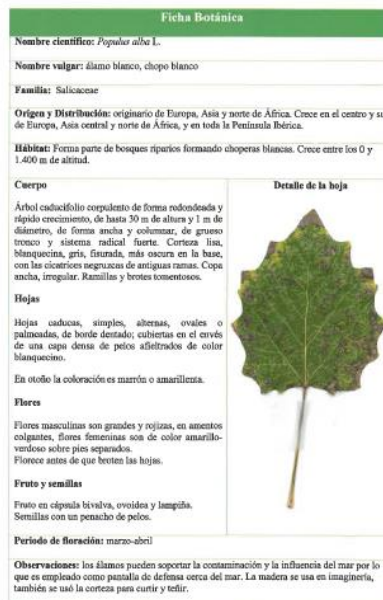 Ficha Botánica
Nombre científico: Populus alba L.
Nombre vulgar: álamo blanco, chopo blanco
Familia: Salicaceae
Origen y Distribución: originario de Europa, Asia y norte de África. Crece en el centro y su
de Europa, Asia central y norte de África, y en toda la Península Ibérica.
Hábitat: Forma parte de bosques riparios formando choperas blancas. Crece entre los 0 y
1.400 m de altitud.
Cuerpo
Árbol caducifolio corpulento de forma redondeada y
rápido crecimiento, de hasta 30 m de altura y 1 m de
diámetro, de forma ancha y columnar, de grueso
tronco y sistema radical fuerte. Corteza lisa,
blanquecina, gris, fisurada, más oscura en la base,
con las cicatrices negruzcas de antiguas ramas. Copa
ancha, irregular. Ramillas y brotes tomentosos.
Hojas
Hojas caducas, simples, alternas, ovales o
palmeadas, de borde dentado; cubiertas en el envés
de una capa densa de pelos afieltrados de color
blanquecino.
En otoño la coloración es marrón o amarillenta.
Flores
Flores masculinas son grandes y rojizas, en amentos
colgantes, flores femeninas son de color amarillo-
verdoso sobre pies separados.
Florece antes de que broten las hojas.
Fruto y semillas
Fruto en cápsula bivalva, ovoidea y lampiña.
Semillas con un penacho de pelos.
Detalle de la hoja
Periodo de floración: marzo-abril
Observaciones: los álamos pueden soportar la contaminación y la influencia del mar por lo
que es empleado como pantalla de defensa cerca del mar. La madera se usa en imaginería,
también se usó la corteza para curtir y teñir.